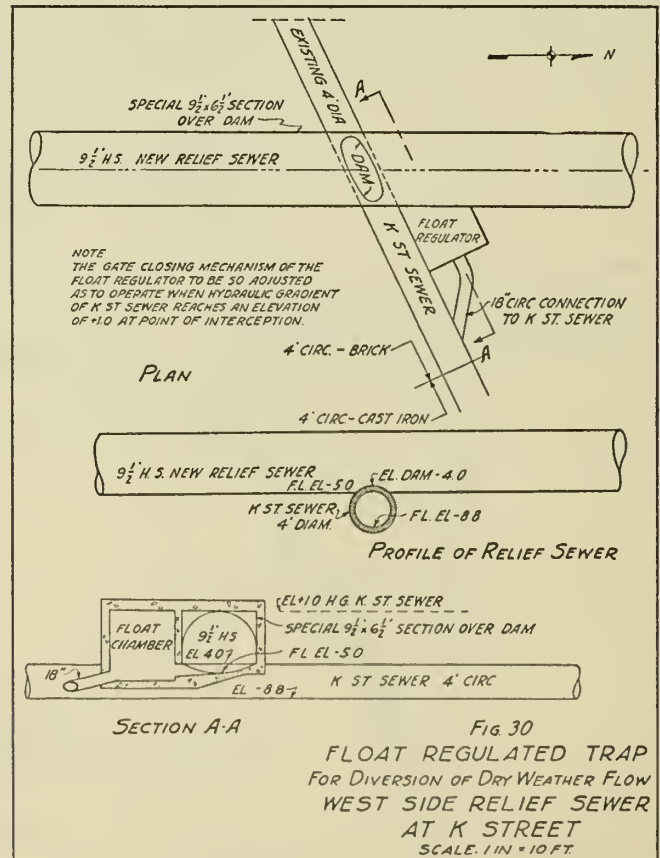 N
EXISTING 4' DIA
A
SPECIAL 9½' x 6½' SECTION
OVER DAM
9½' H.S. NEW RELIEF SEWER
DAM
FLOAT
REGULATOR
K ST SEWER
NOTE
THE GATE CLOSING MECHANISM OF THE
FLOAT REGULATOR TO BE SO ADJUSTED
AS TO OPERATE WHEN HYDRAULIC GRADIENT
OF K ST SEWER REACHES AN ELEVATION
OF +1.0 AT POINT OF INTERCEPTION.
18" CIRC CONNECTION
TO K ST. SEWER
A
4' CIRC. - BRICK
PLAN
4' CIRC - CAST IRON
9½' H.S. NEW RELIEF SEWER
FL. EL - 5.0
EL. DAM - 4.0
K ST SEWER
4' DIAM.
FL. EL - 8.8
PROFILE OF RELIEF SEWER
EL + 1.0 H G. K. ST. SEWER
FLOAT
CHAMBER
9½' HS
SPECIAL 9½' x 6½' SECTION OVER DAM
EL 4.0
FL EL - 5.0
18"
EL - 8.8
K ST SEWER 4' CIRC
SECTION A-A
FIG. 30
FLOAT REGULATED TRAP
FOR DIVERSION OF DRY WEATHER FLOW
WEST SIDE RELIEF SEWER
AT K STREET
SCALE. 1 IN = 10 FT.